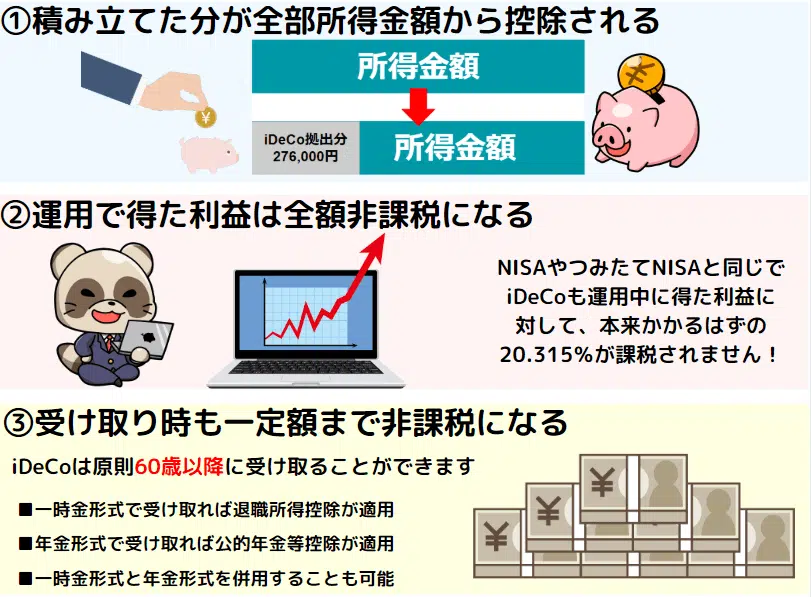 ①積み立てた分が全部所得金額から控除される
所得金額
iDeCo拠出分
276,000円
所得金額
¥
¥
②運用で得た利益は全額非課税になる
NISAやつみたてNISAと同じで
iDeCoも運用中に得た利益に
対して、本来かかるはずの
20.315%が課税されません！
③受け取り時も一定額まで非課税になる
iDeCoは原則60歳以降に受け取ることができます
■一時金形式で受け取れば退職所得控除が適用
■年金形式で受け取れば公的年金等控除が適用
■一時金形式と年金形式を併用することも可能
¥
¥
¥